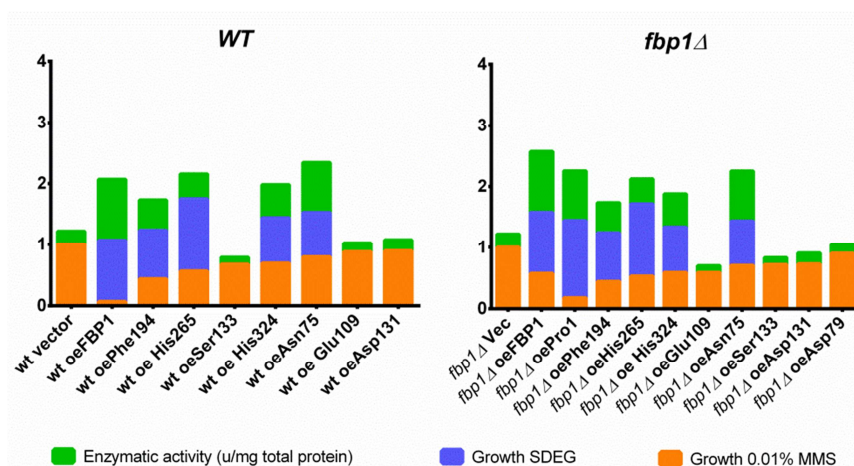 WT
4
3
2
1
0
wt vector
wt oeFBP1
wt oePhe194
wt oe His265
wt oeSer133
wt oe His324
wt oeAsn75
wt oe Glu109
wt oeAsp131
fbp1Δ
4
3
2
1
0
fbp1Δ Vec
fbp1Δ oeFBP1
fbp1Δ oePro1
fbp1Δ oePhe194
fbp1Δ oeHis265
fbp1Δ oe His324
fbp1Δ oeGlu109
fbp1Δ oeAsn75
fbp1Δ oeSer133
fbp1Δ oeAsp131
fbp1Δ oeAsp79
Enzymatic activity (u/mg total protein)
Growth SDEG
Growth 0.01% MMS